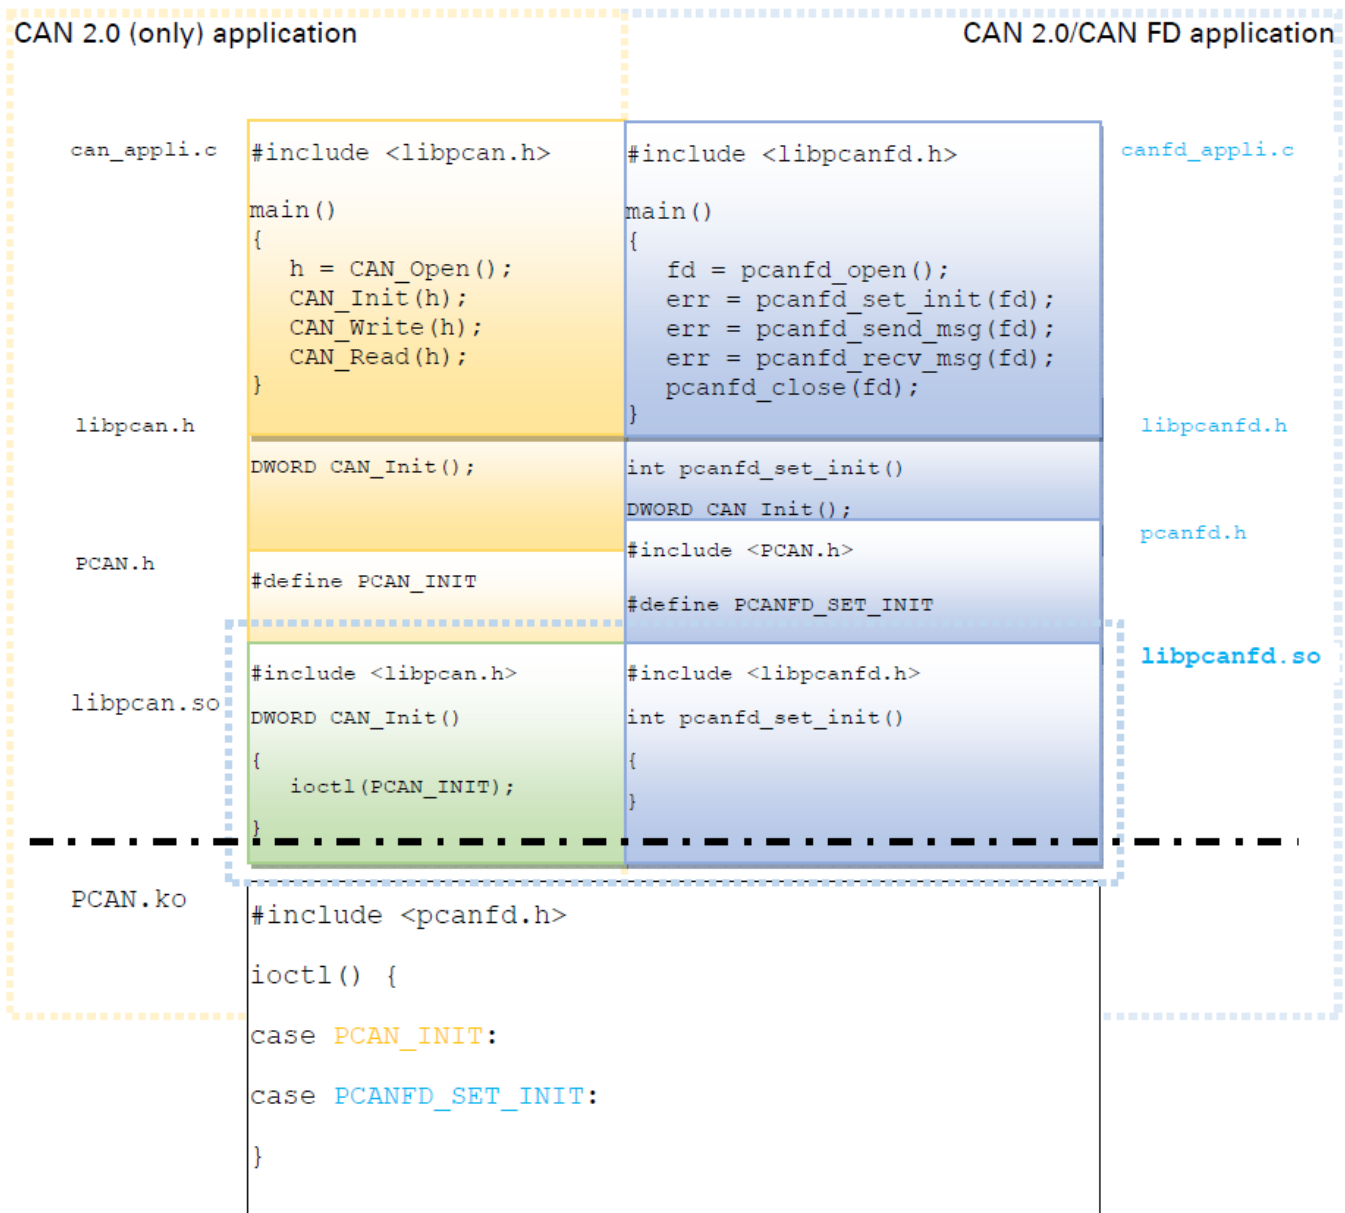 CAN 2.0 (only) application
CAN 2.0/CAN FD application
can_appli.c
#include <libpcan.h>
main()
{
h = CAN_Open();
CAN_Init(h);
CAN_Write(h);
CAN_Read(h);
}
#include <libpcanfd.h>
main()
{
fd = pcanfd_open();
err = pcanfd_set_init(fd);
err = pcanfd_send_msg(fd);
err = pcanfd_recv_msg(fd);
pcanfd_close(fd);
}
canfd_appli.c
libpcan.h
DWORD CAN_Init();
int pcanfd_set_init()
DWORD CAN Init();
libpcanfd.h
PCAN.h
#define PCAN_INIT
#include <PCAN.h>
#define PCANFD_SET_INIT
pcanfd.h
libpcan.so
#include <libpcan.h>
DWORD CAN_Init()
{
ioctl(PCAN_INIT);
}
#include <libpcanfd.h>
int pcanfd_set_init()
{
}
libpcanfd.so
PCAN.ko
#include <pcanfd.h>
ioctl() {
case PCAN_INIT:
case PCANFD_SET_INIT:
}